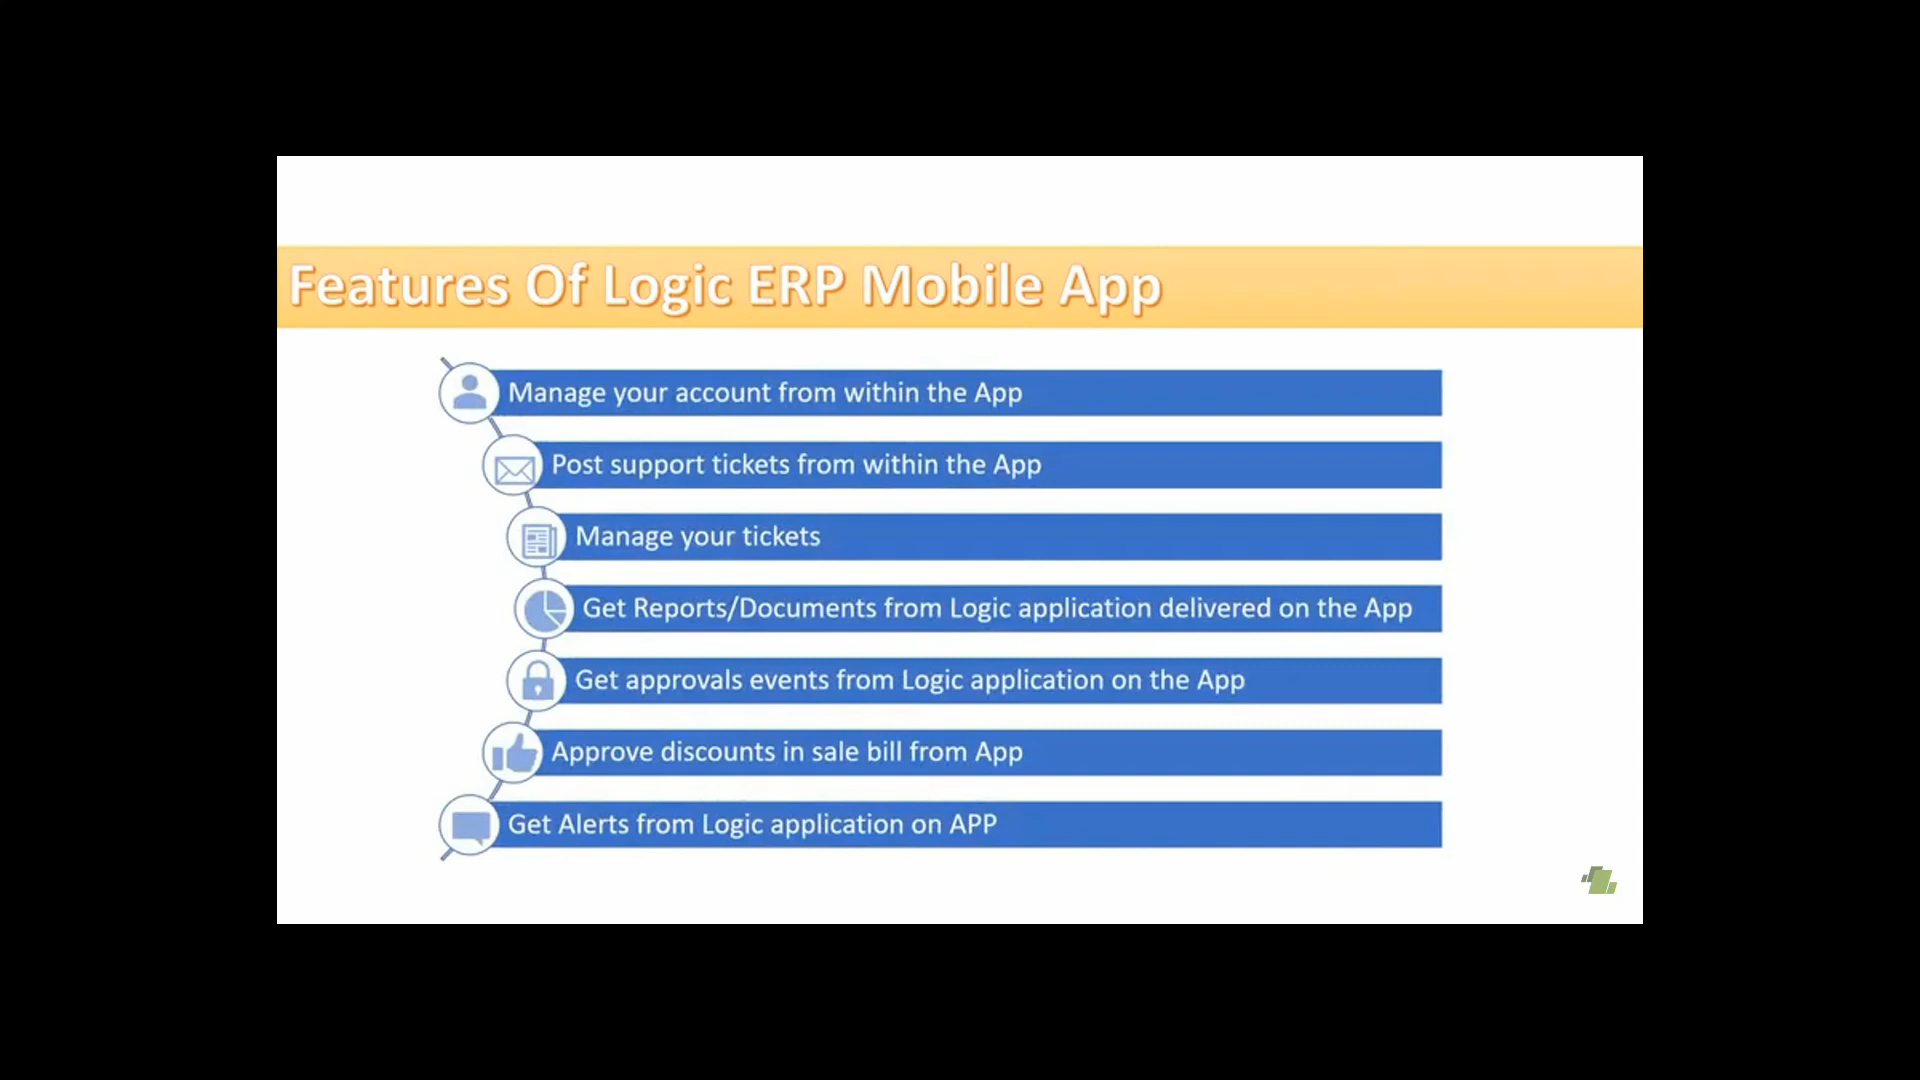 Features Of Logic ERP Mobile App
Manage your account from within the App
Post support tickets from within the App
Manage your tickets
Get Reports/Documents from Logic application delivered on the App
Get approvals events from Logic application on the App
Approve discounts in sale bill from App
Get Alerts from Logic application on APP